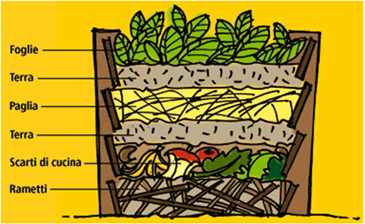 Foglie
Terra
Paglia
Terra
Scarti di cucina
Rametti